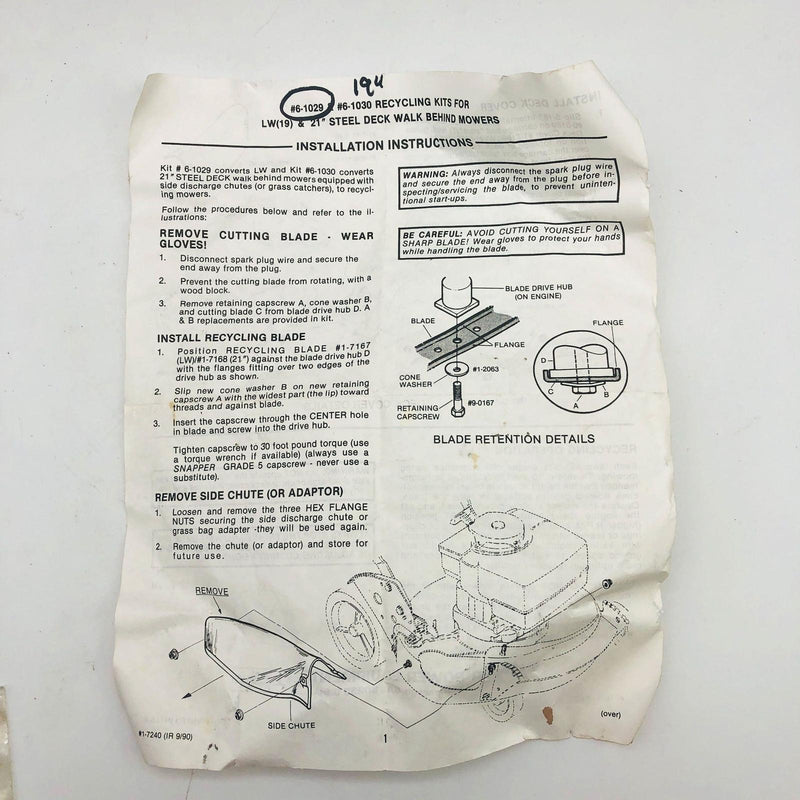 19"
#6-1029 & #6-1030 RECYCLING KITS FOR
LW(19) & 21" STEEL DECK WALK BEHIND MOWERS
INSTALLATION INSTRUCTIONS
Kit # 6-1029 converts LW and Kit #6-1030 converts
21" STEEL DECK walk behind mowers equipped with
side discharge chutes (or grass catchers), to recycl-
ing mowers.
Follow the procedures below and refer to the il-
lustrations:
REMOVE CUTTING BLADE - WEAR
GLOVES!
1. Disconnect spark plug wire and secure the
end away from the plug.
2. Prevent the cutting blade from rotating, with a
wood block.
3. Remove retaining capscrew A, cone washer B,
and cutting blade C from blade drive hub D. A
& B replacements are provided in kit.
INSTALL RECYCLING BLADE
1. Position RECYCLING BLADE #1-7167
(LW)/#1-7168 (21") against the blade drive hub D
with the flanges fitting over two edges of the
drive hub as shown.
2. Slip new cone washer B on new retaining
capscrew A with the widest part (the lip) toward
threads and against blade.
3. Insert the capscrew through the CENTER hole
in blade and screw into the drive hub.
Tighten capscrew to 30 foot pound torque (use
a torque wrench if available) (always use a
SNAPPER GRADE 5 capscrew - never use a
substitute).
REMOVE SIDE CHUTE (OR ADAPTOR)
1. Loosen and remove the three HEX FLANGE
NUTS securing the side discharge chute or
grass bag adapter -they will be used again.
2. Remove the chute (or adaptor) and store for
future use.
WARNING: Always disconnect the spark plug wire
and secure the end away from the plug before in-
specting/servicing the blade, to prevent uninten-
tional start-ups.
BE CAREFUL: AVOID CUTTING YOURSELF ON A
SHARP BLADE! Wear gloves to protect your hands
while handling the blade.
BLADE DRIVE HUB
(ON ENGINE)
BLADE
FLANGE
FLANGE
#1-2063
CONE
WASHER
D
C
B
A
#9-0167
RETAINING
CAPSCREW
BLADE RETENTION DETAILS
REMOVE
SIDE CHUTE
(over)
#1-7240 (IR 9/90)
1